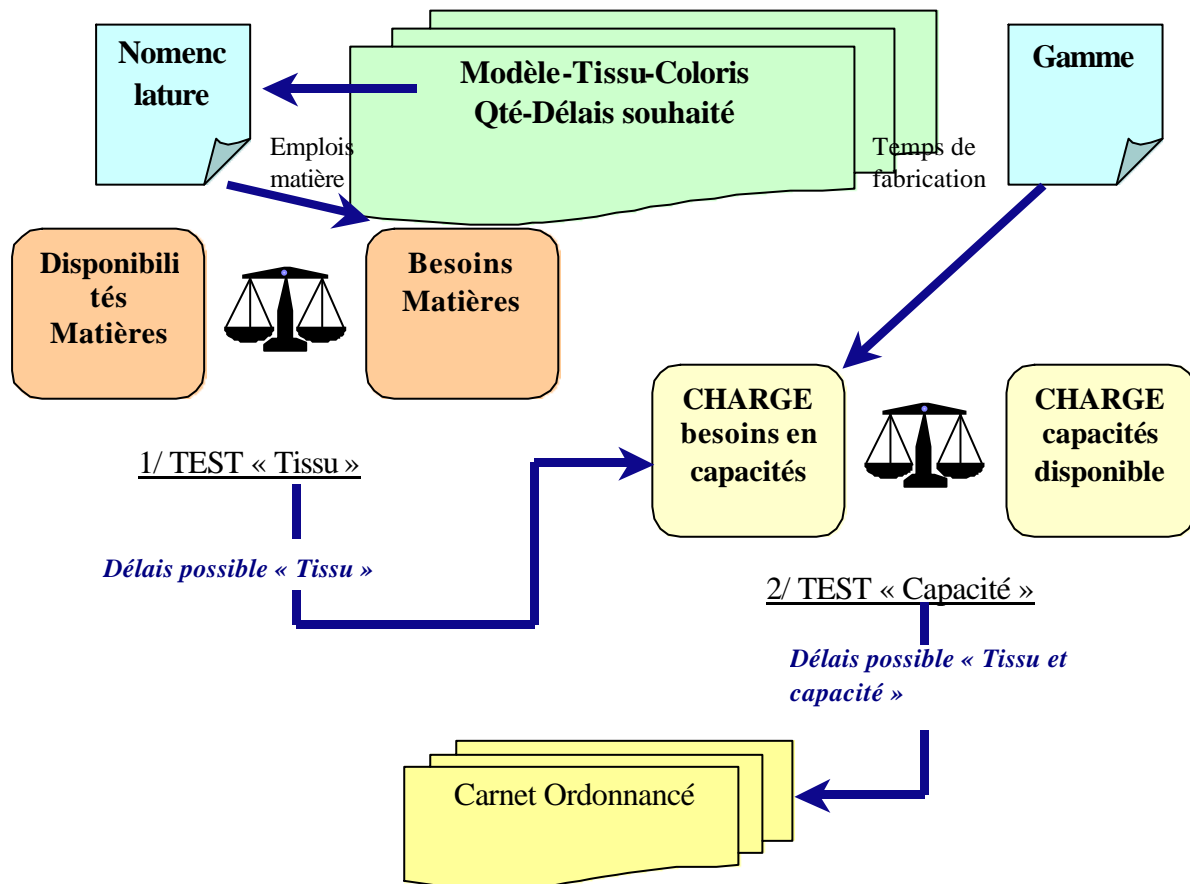 Nomenc
lature
Modèle-Tissu-Coloris
Qté-Délais souhaité
Gamme
Emplois
matière
Temps de
fabrication
Disponibili
tés
Matières
Besoins
Matières
CHARGE
besoins en
capacités
CHARGE
capacités
disponible
1/ TEST « Tissu »
Délais possible « Tissu »
2/ TEST « Capacité »
Délais possible « Tissu et
capacité »
Carnet Ordonnancé